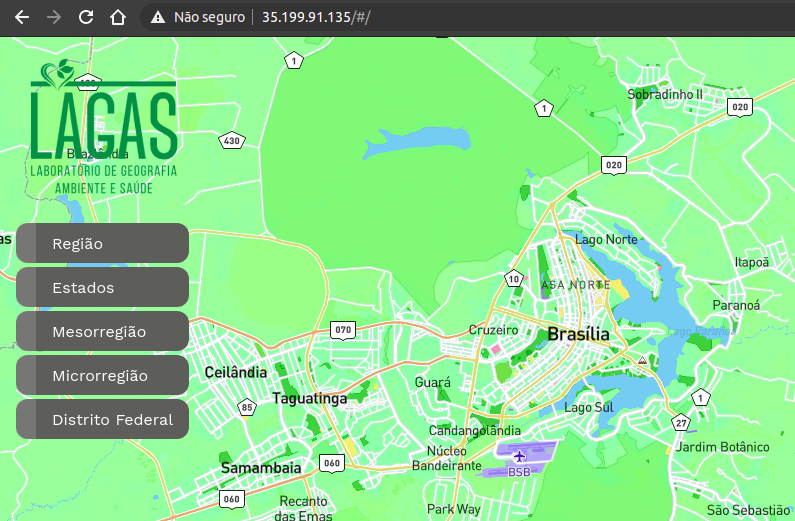 Não seguro
35.199.91.135/#/
LAGAS
LABORATÓRIO DE GEOGRAFIA
AMBIENTE E SAÚDE
Brazlândia
430
1
1
Sobradinho II
020
020
Região
Estados
Mesorregião
Microrregião
Distrito Federal
Lago Norte
Itapoã
10
ASA NORTE
Paranoá
070
Cruzeiro
Brasília
Lago Paranoá
Ceilândia
Guará
Taguatinga
85
Lago Sul
1
27
Candangolândia
Jardim Botânico
Núcleo
Bandeirante
BSB
Samambaia
060
060
Recanto
das Emas
Park Way
São Sebastião